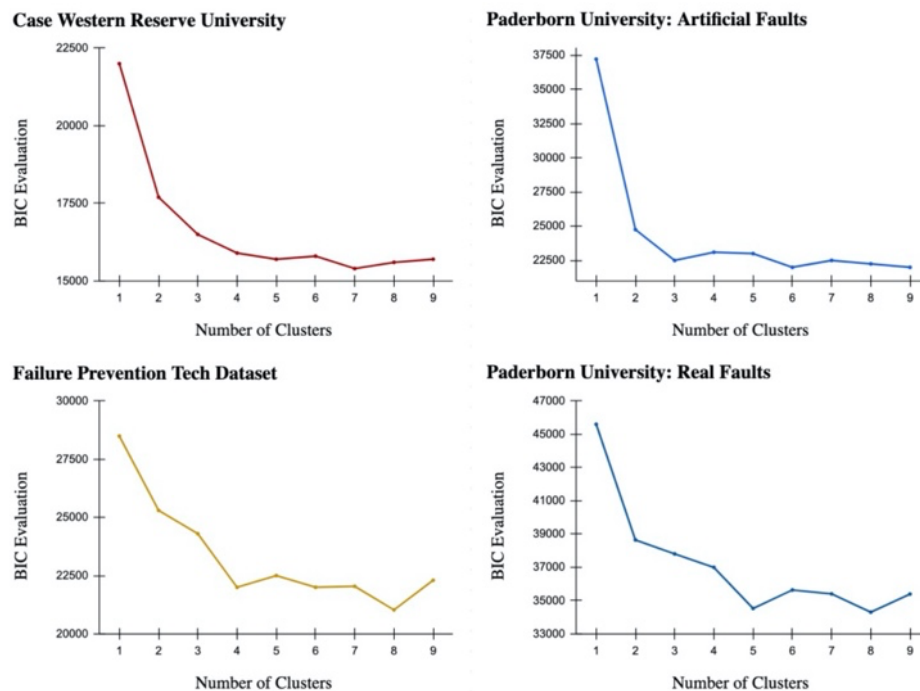 Case Western Reserve University
22500
20000
17500
15000
BIC Evaluation
1 2 3 4 5 6 7 8 9
Number of Clusters
Paderborn University: Artificial Faults
37500
35000
32500
30000
27500
25000
22500
BIC Evaluation
1 2 3 4 5 6 7 8 9
Number of Clusters
Failure Prevention Tech Dataset
30000
27500
25000
22500
20000
BIC Evaluation
1 2 3 4 5 6 7 8 9
Number of Clusters
Paderborn University: Real Faults
47000
45000
43000
41000
39000
37000
35000
33000
BIC Evaluation
1 2 3 4 5 6 7 8 9
Number of Clusters